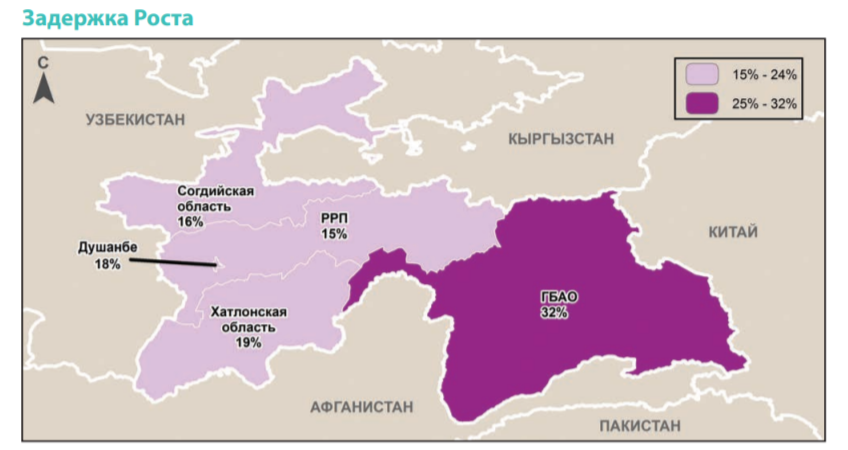 Задержка Роста
С
15% - 24%
25% - 32%
УЗБЕКИСТАН
КЫРГЫЗСТАН
Согдийская
область
16%
РРП
15%
КИТАЙ
Душанбе
18%
ГБАО
32%
Хатлонская
область
19%
АФГАНИСТАН
ПАКИСТАН